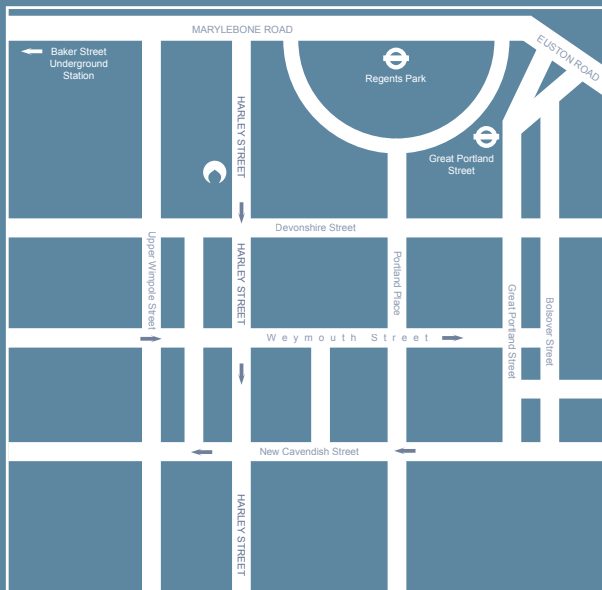 MARYLEBONE ROAD
EUSTON ROAD
Baker Street
Underground
Station
Regents Park
HARLEY STREET
Great Portland
Street
Devonshire Street
Upper Wimpole Street
HARLEY STREET
Portland Place
Great Portland Street
Bolsover Street
Weymouth Street
New Cavendish Street
HARLEY STREET